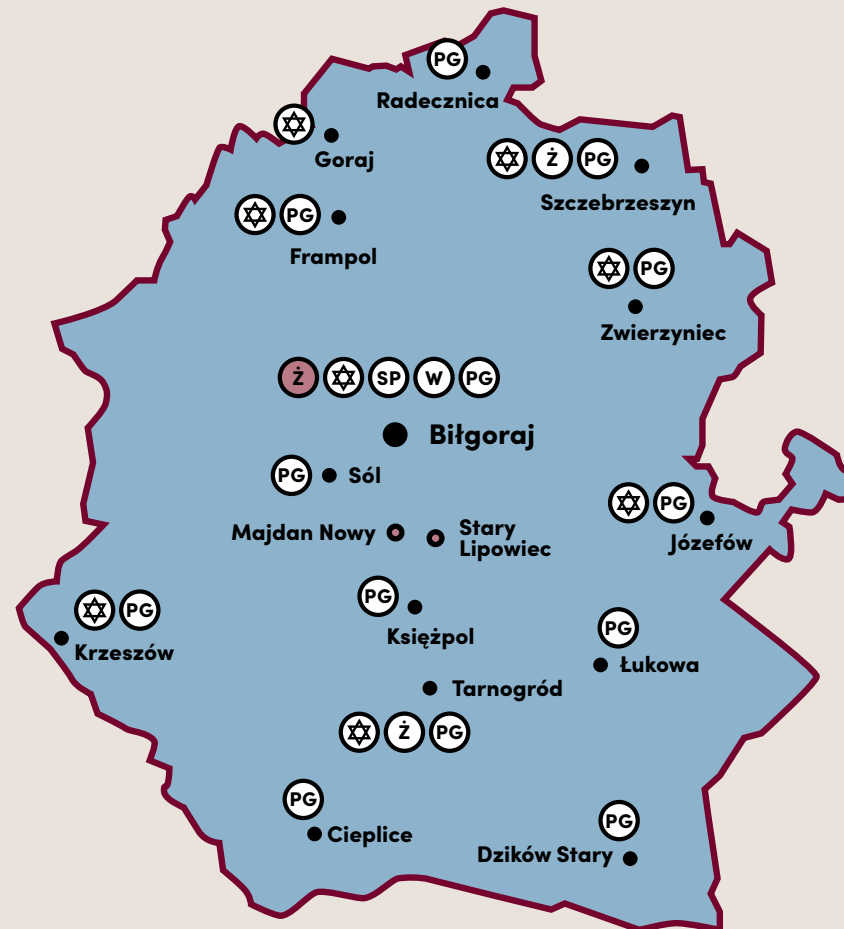 PG
Radecznica
Goraj
Ż PG
Szczebrzeszyn
PG
Frampol
PG
Zwierzyniec
Ż SP W PG
Biłgoraj
PG Sól
PG
Józefów
Majdan Nowy
Stary
Lipowiec
PG
Księżpol
PG
Krzeszów
PG
Łukowa
Tarnogród
Ż PG
PG
Cieplice
PG
Dzików Stary